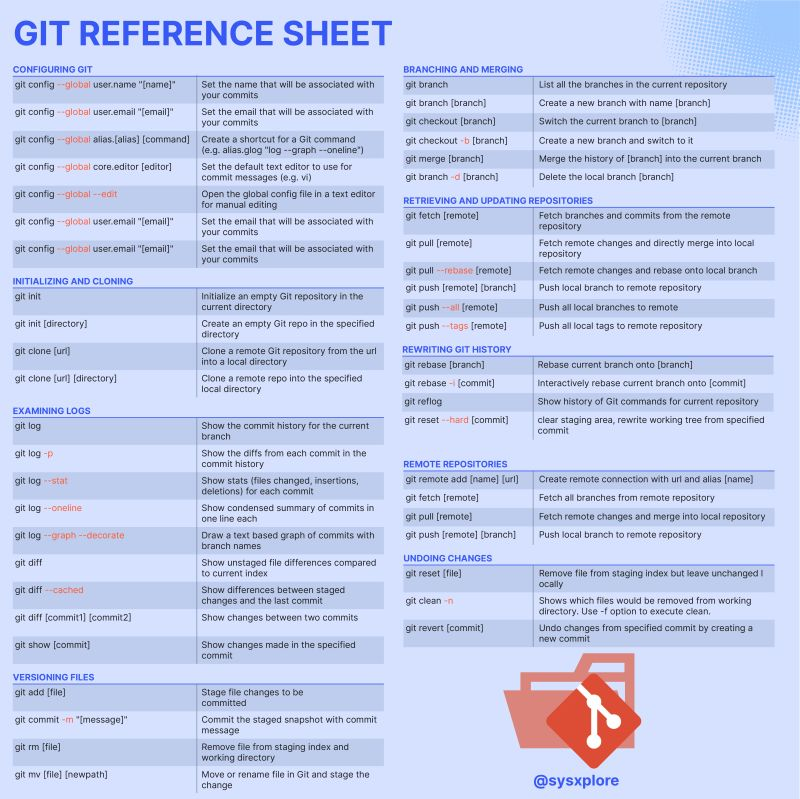 GIT REFERENCE SHEET
CONFIGURING GIT
git config --global user.name "[name]"
Set the name that will be associated with
your commits
git config --global user.email "[email]"
Set the email that will be associated with
your commits
git config --global alias.[alias] [command]
Create a shortcut for a Git command
(e.g. alias.glog "log --graph --oneline")
git config --global core.editor [editor]
Set the default text editor to use for
commit messages (e.g. vi)
git config --global --edit
Open the global config file in a text editor
for manual editing
git config --global user.email "[email]"
Set the email that will be associated with
your commits
git config --global user.email "[email]"
Set the email that will be associated with
your commits
INITIALIZING AND CLONING
git init
Initialize an empty Git repository in the
current directory
git init [directory]
Create an empty Git repo in the specified
directory
git clone [url]
Clone a remote Git repository from the url
into a local directory
git clone [url] [directory]
Clone a remote repo into the specified
local directory
EXAMINING LOGS
git log
Show the commit history for the current
branch
git log -p
Show the diffs from each commit in the
commit history
git log --stat
Show stats (files changed, insertions,
deletions) for each commit
git log --oneline
Show condensed summary of commits in
one line each
git log --graph --decorate
Draw a text based graph of commits with
branch names
git diff
Show unstaged file differences compared
to current index
git diff --cached
Show differences between staged
changes and the last commit
git diff [commit1] [commit2]
Show changes between two commits
git show [commit]
Show changes made in the specified
commit
VERSIONING FILES
git add [file]
Stage file changes to be
committed
git commit -m "[message]"
Commit the staged snapshot with commit
message
git rm [file]
Remove file from staging index and
working directory
git mv [file] [newpath]
Move or rename file in Git and stage the
change
BRANCHING AND MERGING
git branch
List all the branches in the current repository
git branch [branch]
Create a new branch with name [branch]
git checkout [branch]
Switch the current branch to [branch]
git checkout -b [branch]
Create a new branch and switch to it
git merge [branch]
Merge the history of [branch] into the current branch
git branch -d [branch]
Delete the local branch [branch]
RETRIEVING AND UPDATING REPOSITORIES
git fetch [remote]
Fetch branches and commits from the remote
repository
git pull [remote]
Fetch remote changes and directly merge into local
repository
git pull --rebase [remote]
Fetch remote changes and rebase onto local branch
git push [remote] [branch]
Push local branch to remote repository
git push --all [remote]
Push all local branches to remote
git push --tags [remote]
Push all local tags to remote repository
REWRITING GIT HISTORY
git rebase [branch]
Rebase current branch onto [branch]
git rebase -i [commit]
Interactively rebase current branch onto [commit]
git reflog
Show history of Git commands for current repository
git reset --hard [commit]
clear staging area, rewrite working tree from specified
commit
REMOTE REPOSITORIES
git remote add [name] [url]
Create remote connection with url and alias [name]
git fetch [remote]
Fetch all branches from remote repository
git pull [remote]
Fetch remote changes and merge into local repository
git push [remote] [branch]
Push local branch to remote repository
UNDOING CHANGES
git reset [file]
Remove file from staging index but leave unchanged l
ocally
git clean -n
Shows which files would be removed from working
directory. Use -f option to execute clean.
git revert [commit]
Undo changes from specified commit by creating a
new commit
@sysxplore